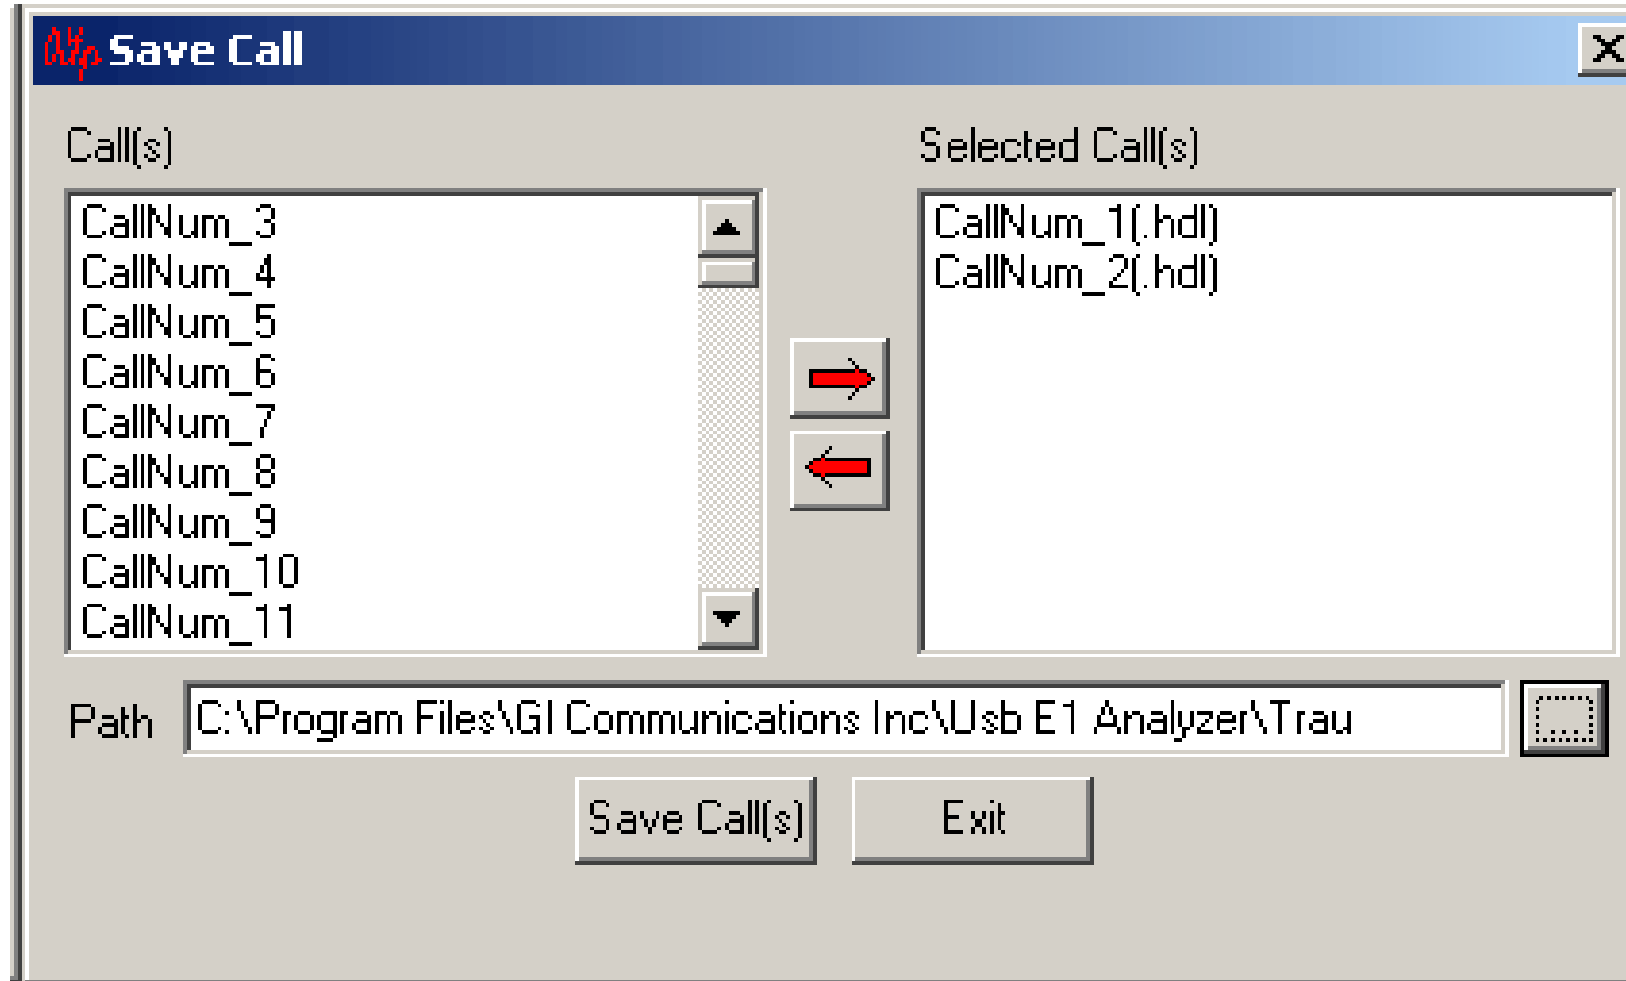 Save Call
Call(s)
CallNum_3
CallNum_4
CallNum_5
CallNum_6
CallNum_7
CallNum_8
CallNum_9
CallNum_10
CallNum_11
Selected Call(s)
CallNum_1(.hdl)
CallNum_2(.hdl)
Path C:\Program Files\Gl Communications Inc\Usb E1 Analyzer\Trau ...
Save Call(s) Exit